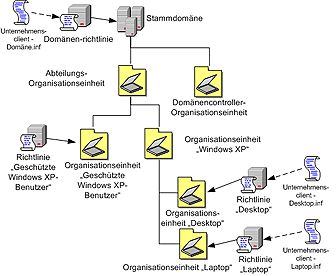 Unternehmens-
client -
Domäne.inf
Domänen-richtlinie
Stammdomäne
Abteilungs-
Organisationseinheit
Domänencontroller-
Organisationseinheit
Richtlinie
„Geschützte
Windows XP-
Benutzer“
Organisationseinheit
„Geschützte
Windows XP-
Benutzer“
Organisationseinheit
„Windows XP“
Organisations-
einheit „Desktop“
Richtlinie
„Desktop“
Unternehmens-
client -
Desktop.inf
Organisationseinheit „Laptop“
Richtlinie
„Laptop“
Unternehmens-
client -
Laptop.inf